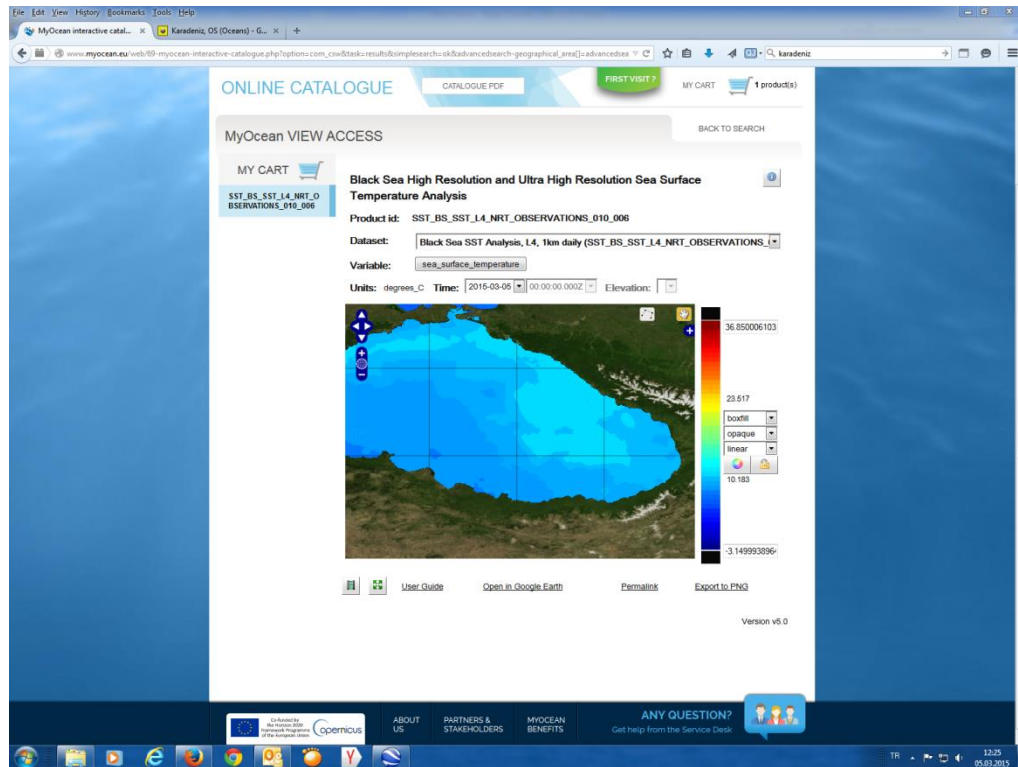 File Edit View History Bookmarks Tools Help
MyOcean interactive catal... × Karadeniz, OS (Oceans) - G... × +
www.myocean.eu/web/69-myocean-interactive-catalogue.php?option=com_csw&task=results&simplesearch=ok&advancedsearch-geographical_area[]=advancedsea karadeniz
ONLINE CATALOGUE CATALOGUE PDF FIRST VISIT ? MY CART 1 product(s)
MyOcean VIEW ACCESS BACK TO SEARCH
MY CART
SST_BS_SST_L4_NRT_O
BSERVATIONS_010_006
Black Sea High Resolution and Ultra High Resolution Sea Surface
Temperature Analysis
Product id: SST_BS_SST_L4_NRT_OBSERVATIONS_010_006
Dataset: Black Sea SST Analysis, L4, 1km daily (SST_BS_SST_L4_NRT_OBSERVATIONS_(
Variable: sea_surface_temperature
Units: degrees_C Time: 2015-03-05 00:00:00.000Z Elevation:
36.850006103
23.517
boxfill
opaque
linear
10.183
-3.149993896
User Guide Open in Google Earth Permalink Export to PNG
Version v5.0
Co-funded by
the Horizon 2020
Framework Programme
of the European Union
opernicus
ABOUT
US
PARTNERS &
STAKEHOLDERS
MYOCEAN
BENEFITS
ANY QUESTION?
Get help from the Service Desk
TR 12:25
05.03.2015